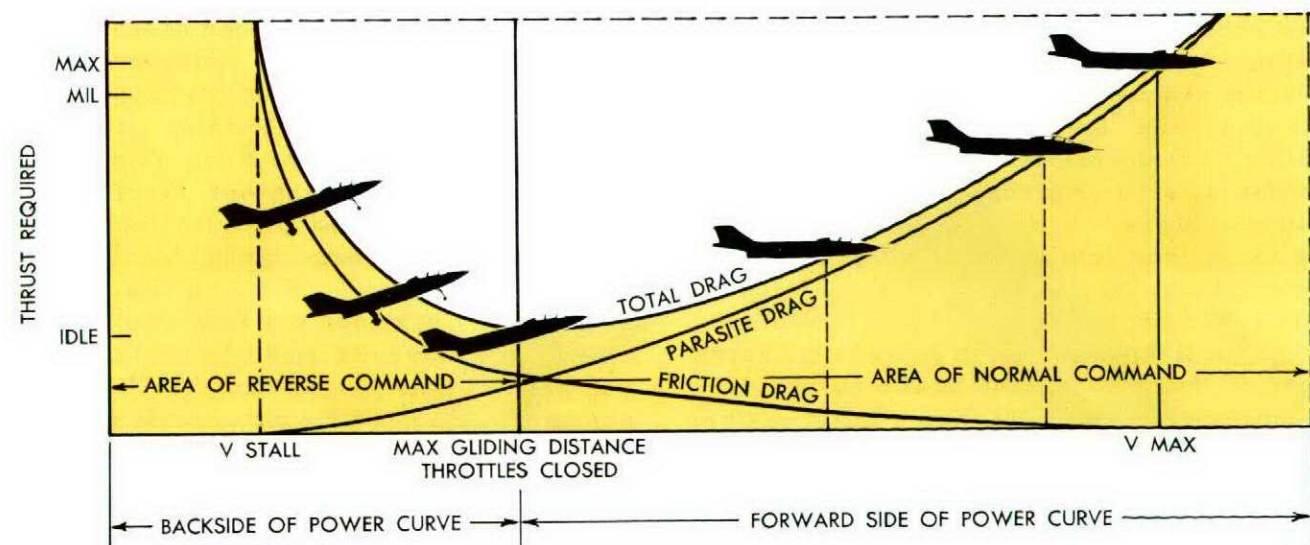 MAX
MIL
THRUST REQUIRED
IDLE
TOTAL DRAG
PARASITE DRAG
FRICTION DRAG
AREA OF REVERSE COMMAND
AREA OF NORMAL COMMAND
V STALL
MAX GLIDING DISTANCE
THROTTLES CLOSED
V MAX
BACKSIDE OF POWER CURVE
FORWARD SIDE OF POWER CURVE